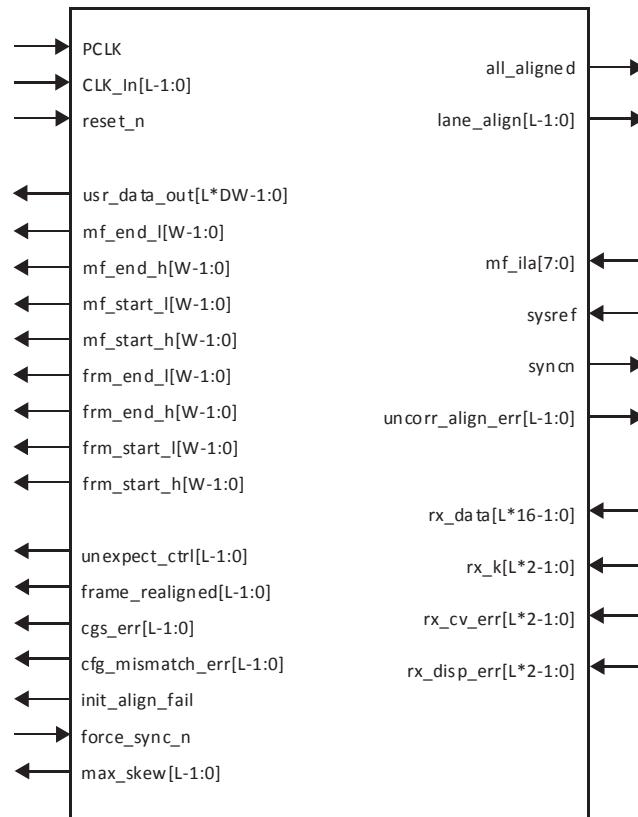 PCLK
CLK_In[L-1:0]
reset_n
usr_data_out[L*DW-1:0]
mf_end_l[W-1:0]
mf_end_h[W-1:0]
mf_start_l[W-1:0]
mf_start_h[W-1:0]
frm_end_l[W-1:0]
frm_end_h[W-1:0]
frm_start_l[W-1:0]
frm_start_h[W-1:0]
unexpect_ctrl[L-1:0]
frame_realigned[L-1:0]
cgs_err[L-1:0]
cfg_mismatch_err[L-1:0]
init_align_fail
force_sync_n
max_skew[L-1:0]
all_aligned
lane_align[L-1:0]
mf_ila[7:0]
sysref
syncn
uncorr_align_err[L-1:0]
rx_data[L*16-1:0]
rx_k[L*2-1:0]
rx_cv_err[L*2-1:0]
rx_disp_err[L*2-1:0]